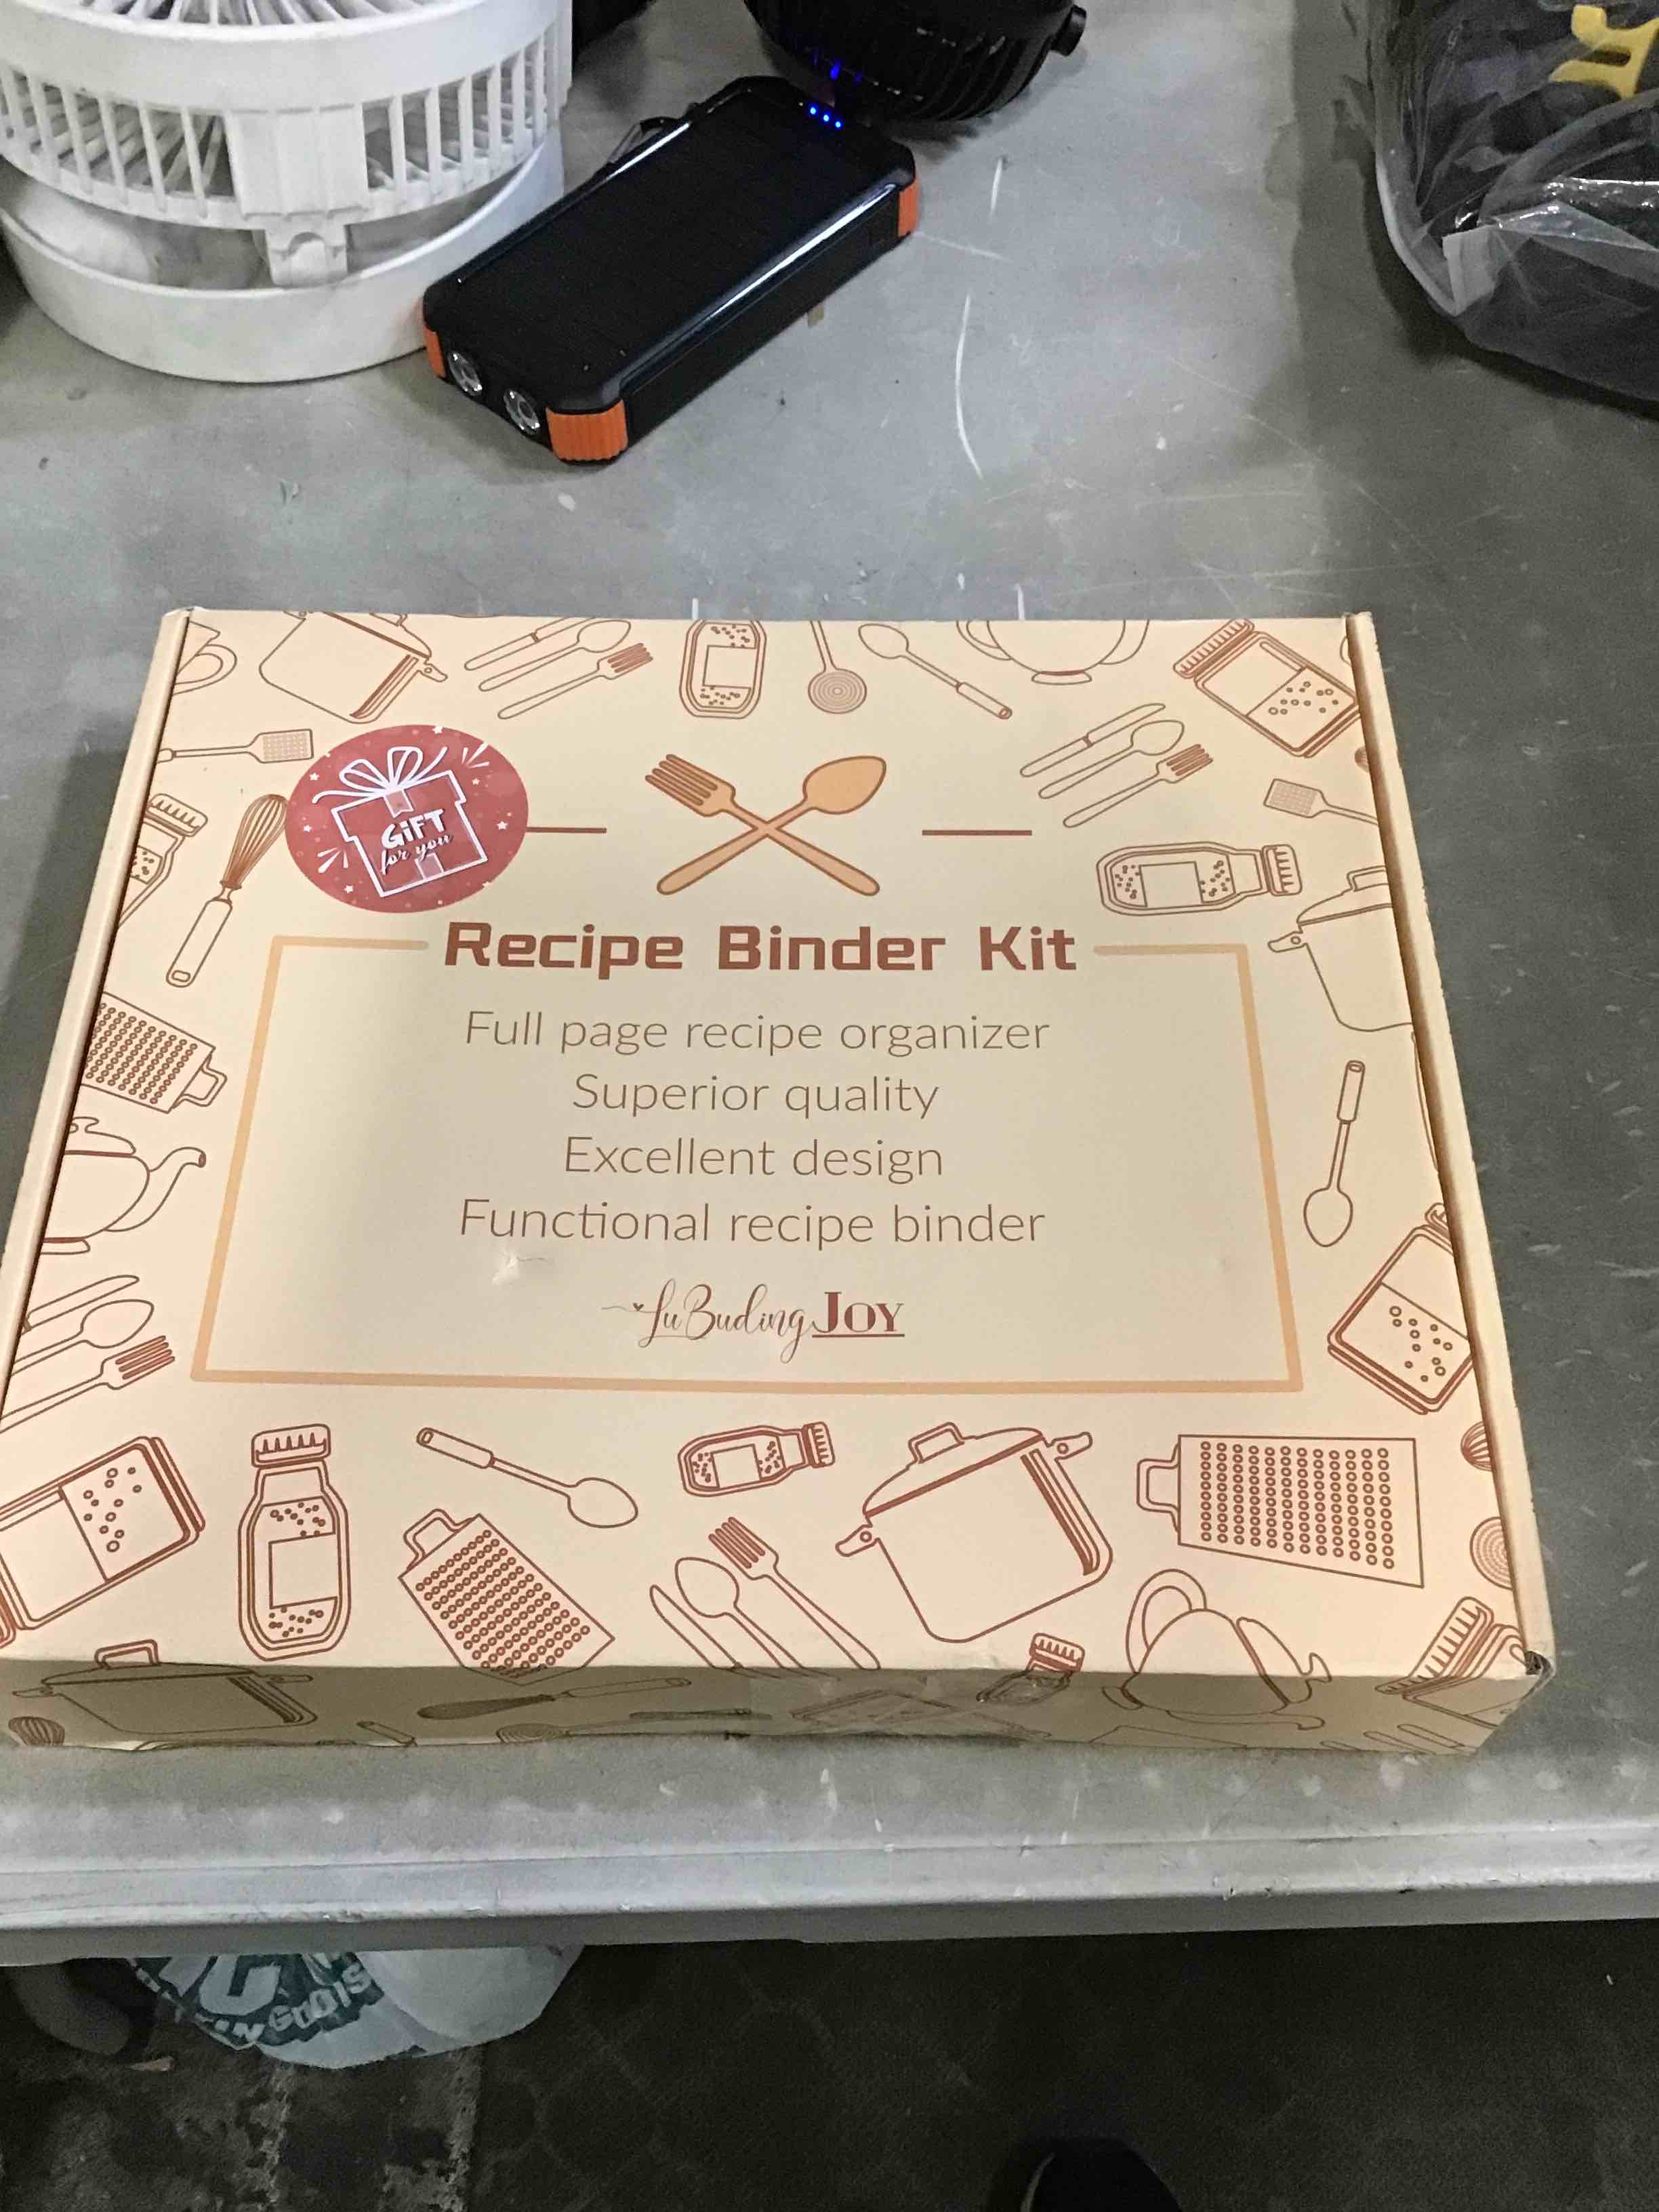 GiFT
for you
Recipe Binder Kit
Full page recipe organizer
Superior quality
Excellent design
Functional recipe binder
LuBuding JOY